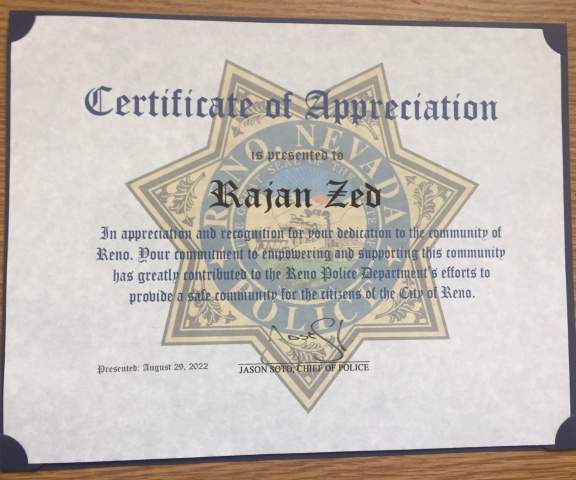 Certificate of Appreciation
is presented to
Rajan Zed
In appreciation and recognition for your dedication to the community of
Reno. Your commitment to empowering and supporting this community
has greatly contributed to the Reno Police Department's efforts to
provide a safe community for the citizens of the City of Reno.
Presented: August 29, 2022
JASON SOTO, CHIEF OF POLICE
RENO, NEVADA
POLICE